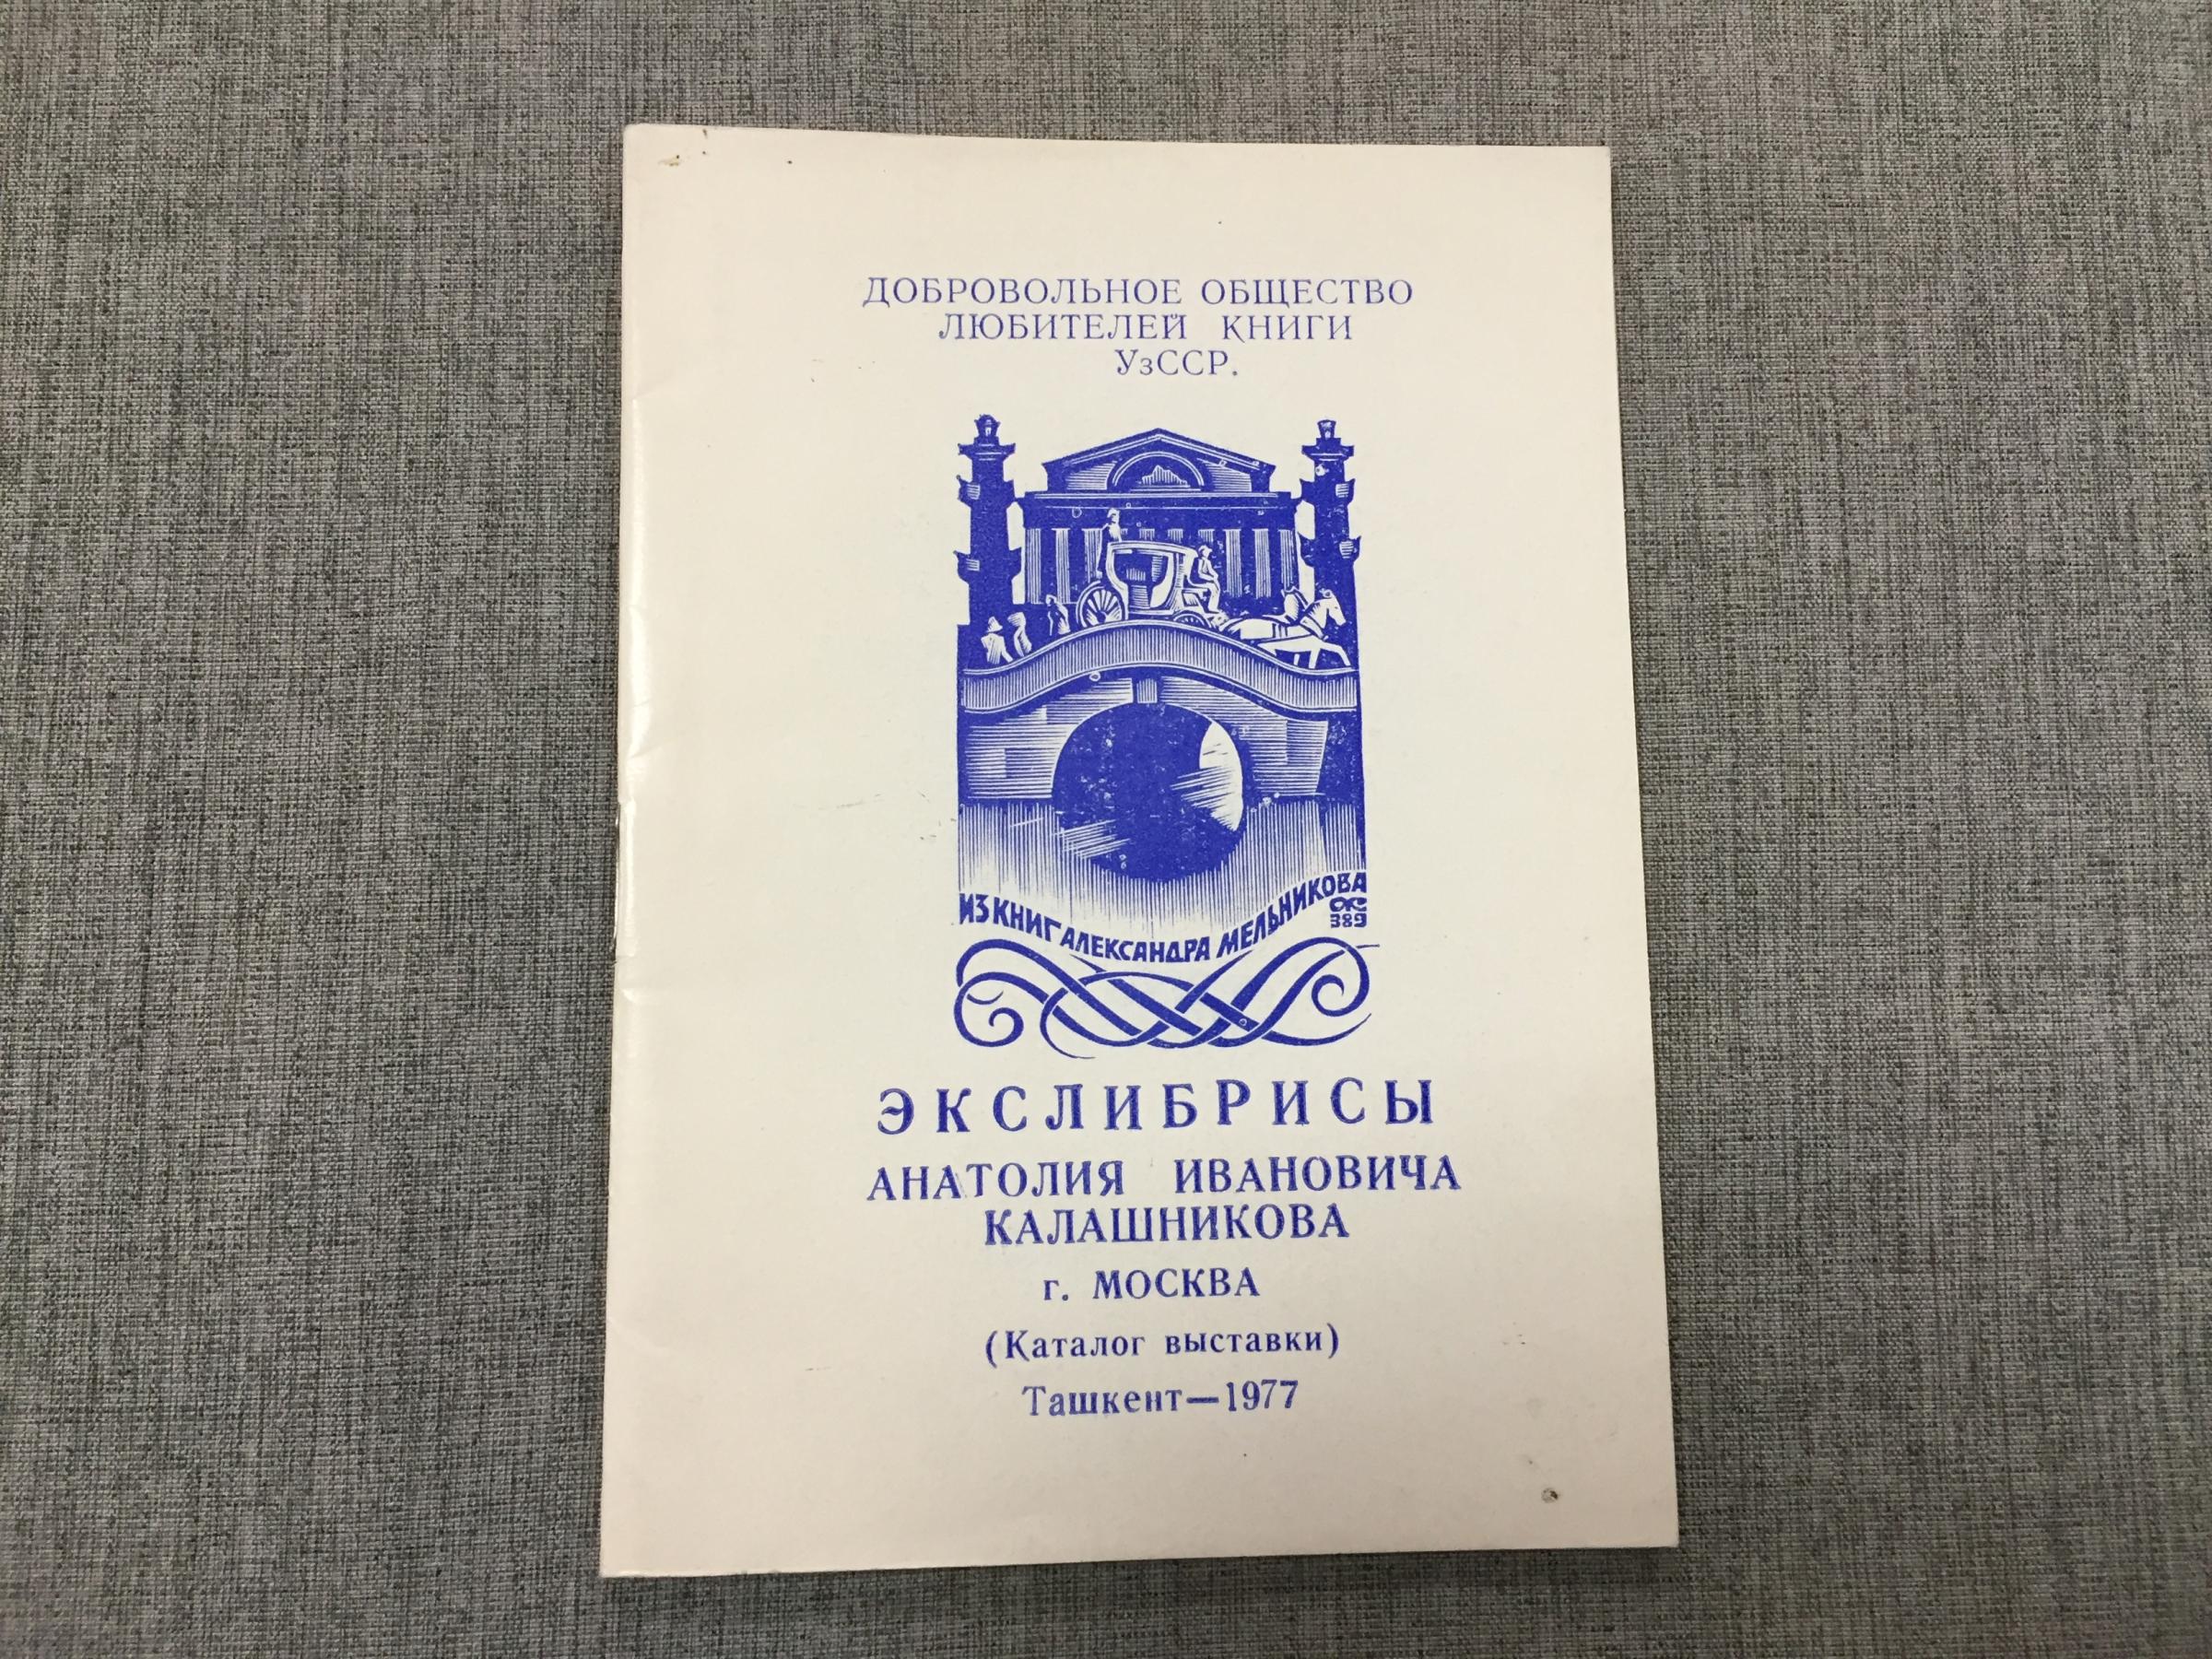 ДОБРОВОЛЬНОЕ ОБЩЕСТВО
ЛЮБИТЕЛЕЙ КНИГИ
УзССР.
ИЗ КНИГ АЛЕКСАНДРА МЕЛЬНИКОВА
389
ЭКСЛИБРИСЫ
АНАТОЛИЯ ИВАНОВИЧА
КАЛАШНИКОВА
г. МОСКВА
(Каталог выставки)
Ташкент—1977